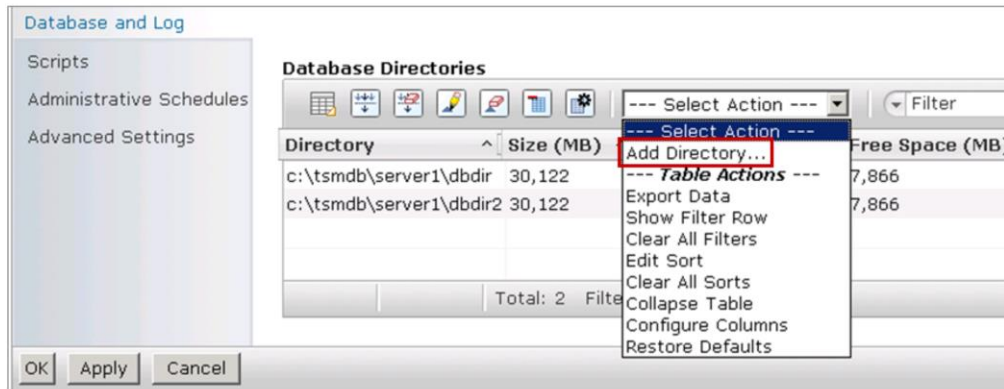 Database and Log
Scripts
Administrative Schedules
Advanced Settings
Database Directories
--- Select Action --- Filter
Directory ^ Size (MB) Free Space (MB
--- Select Action ---
Add Directory...
--- Table Actions ---
Export Data
Show Filter Row
Clear All Filters
Edit Sort
Clear All Sorts
Collapse Table
Configure Columns
Restore Defaults
c:\tsmdb\server1\dbdir 30,122 7,866
c:\tsmdb\server1\dbdir2 30,122 7,866
Total: 2 Filte
OK Apply Cancel